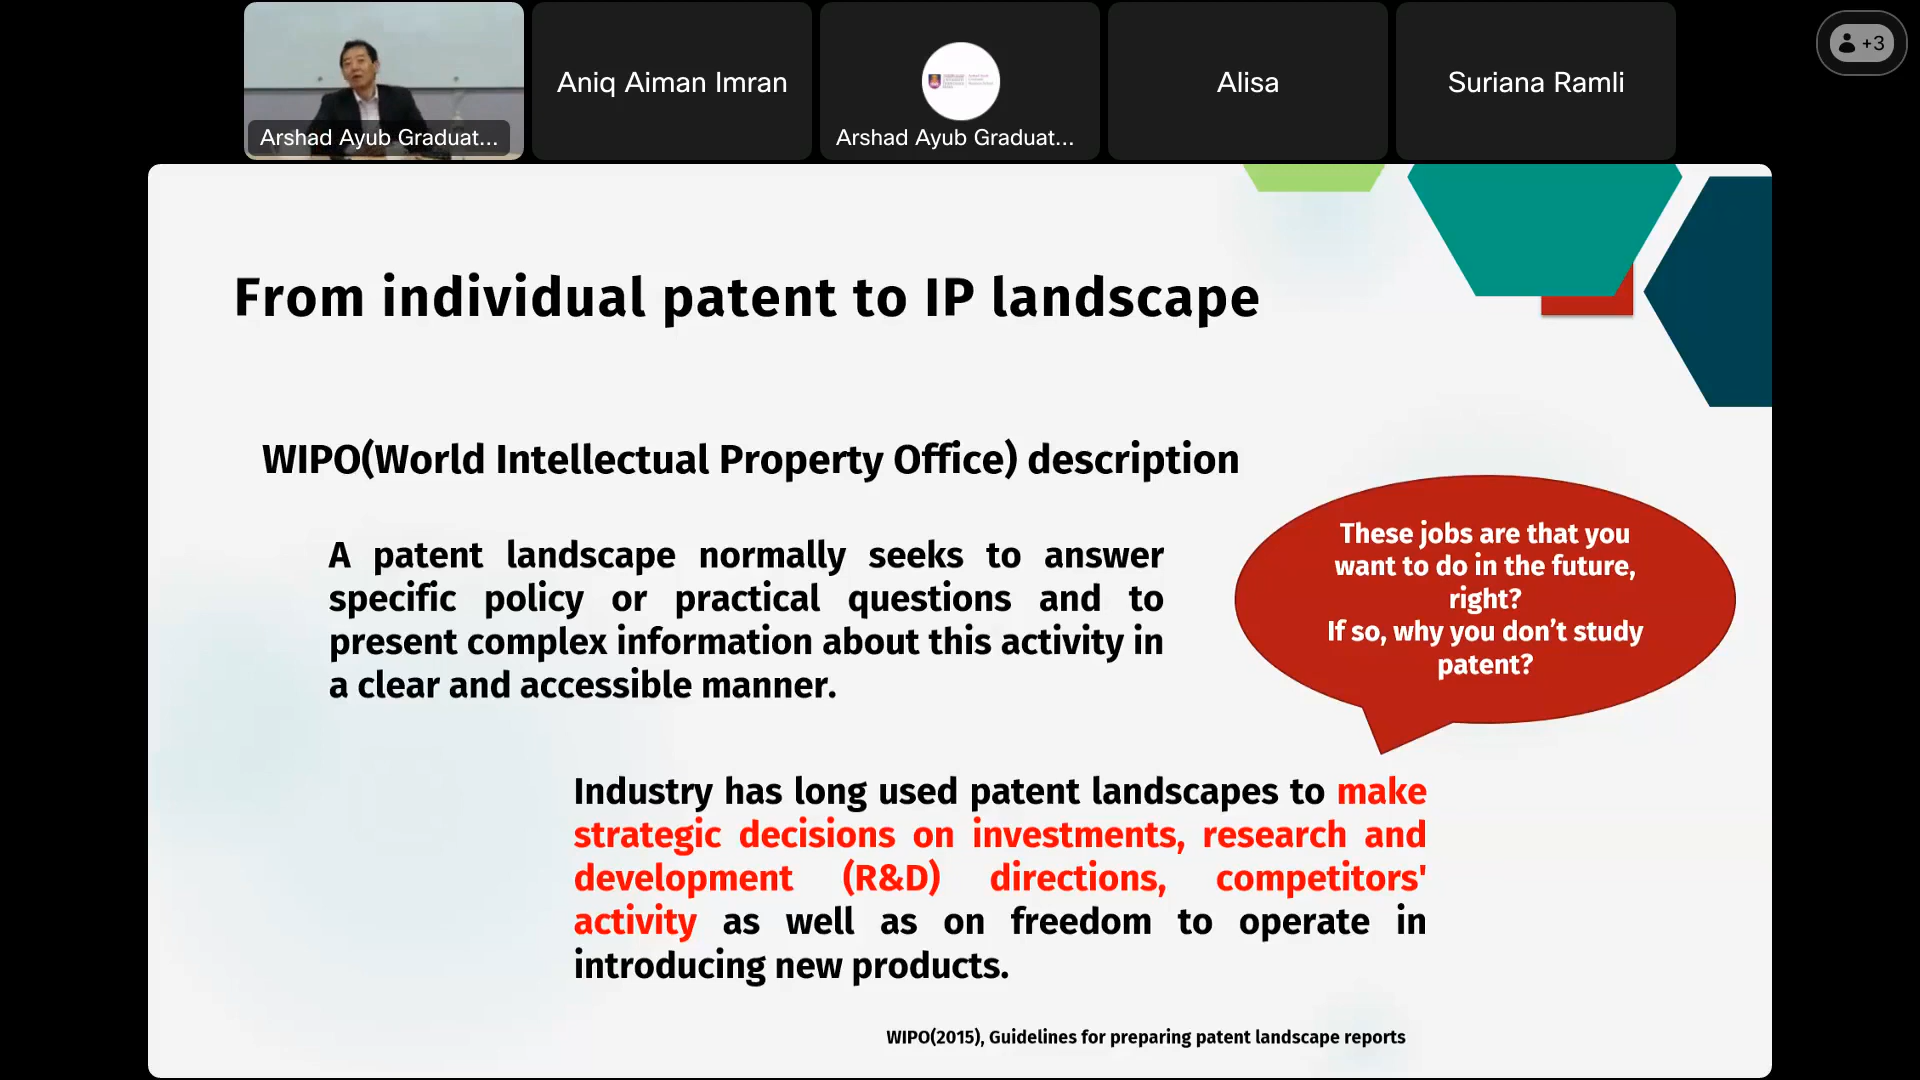 Arshad Ayub Graduat...
Aniq Aiman Imran
Arshad Ayub Graduat...
Alisa
Suriana Ramli
+3
From individual patent to IP landscape
WIPO(World Intellectual Property Office) description
A patent landscape normally seeks to answer
specific policy or practical questions and to
present complex information about this activity in
a clear and accessible manner.
These jobs are that you
want to do in the future,
right?
If so, why you don't study
patent?
Industry has long used patent landscapes to make
strategic decisions on investments, research and
development (R&D) directions, competitors'
activity as well as on freedom to operate in
introducing new products.
WIPO(2015), Guidelines for preparing patent landscape reports